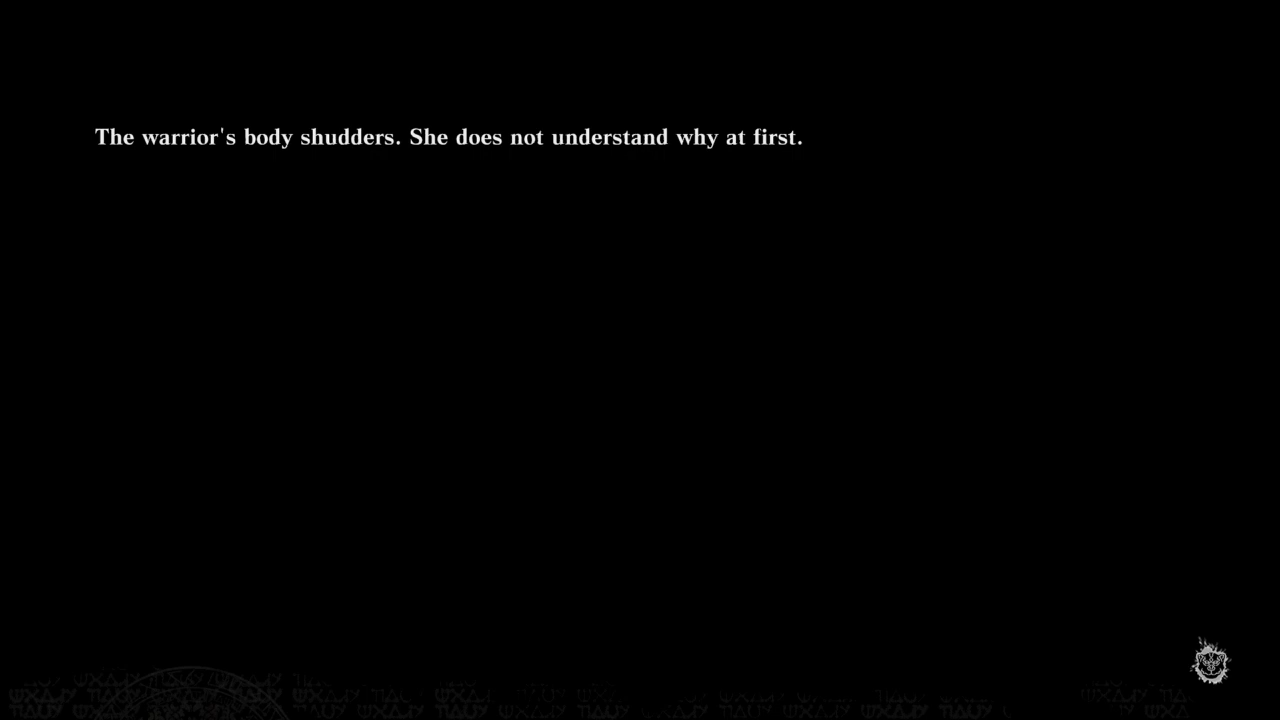 The warrior's body shudders. She does not understand why at first.